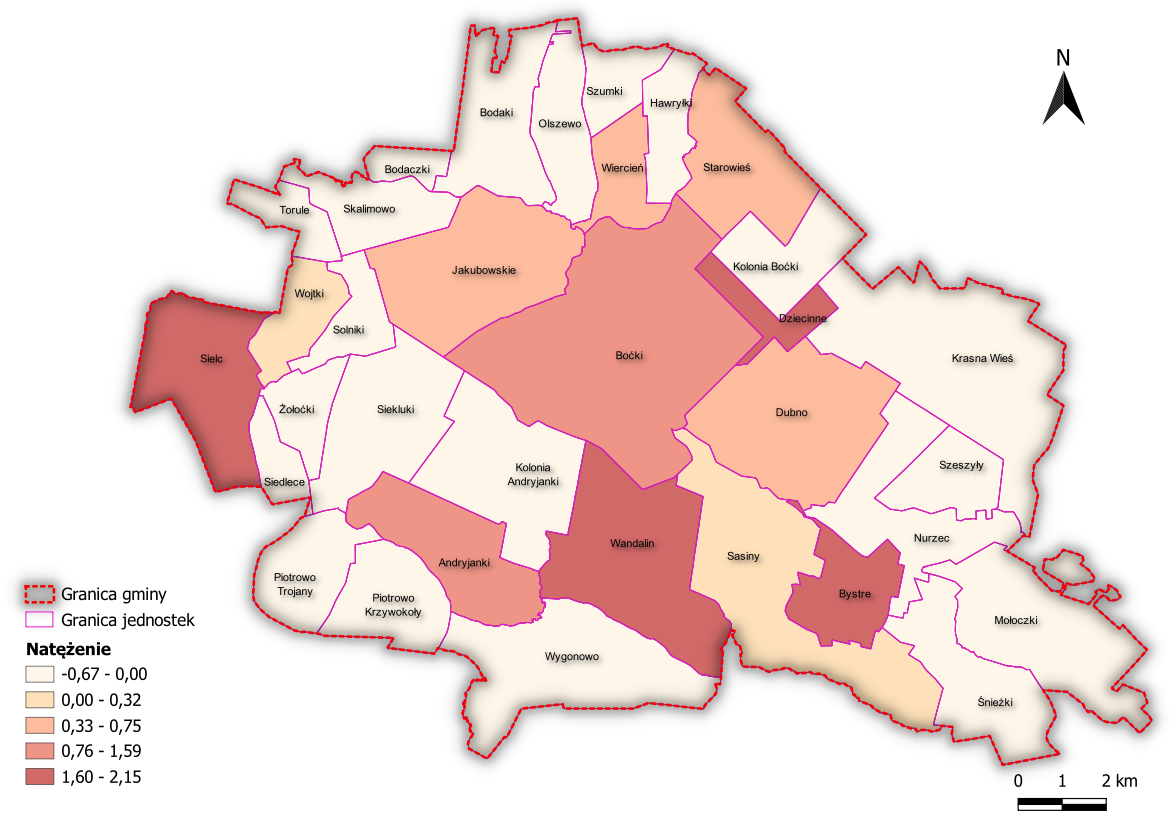 N
Szumki
Hawryłki
Bodaki
Olszewo
Bodaczki
Wiercień
Starowieś
Torule
Skalimowo
Kolonia Boćki
Jakubowskie
Wojtki
Dziecinne
Solniki
Sielc
Boćki
Krasna Wieś
Żołoćki
Siekluki
Dubno
Szeszyły
Kolonia
Andryjanki
Siedlece
Wandalin
Nurzec
Sasiny
Andryjanki
Piotrowo
Trojany
Bystre
Piotrowo
Krzywokoły
Mołoczki
Wygonowo
Śnieżki
Granica gminy
Granica jednostek
Natężenie
-0,67 - 0,00
0,00 - 0,32
0,33 - 0,75
0,76 - 1,59
1,60 - 2,15
0 1 2 km